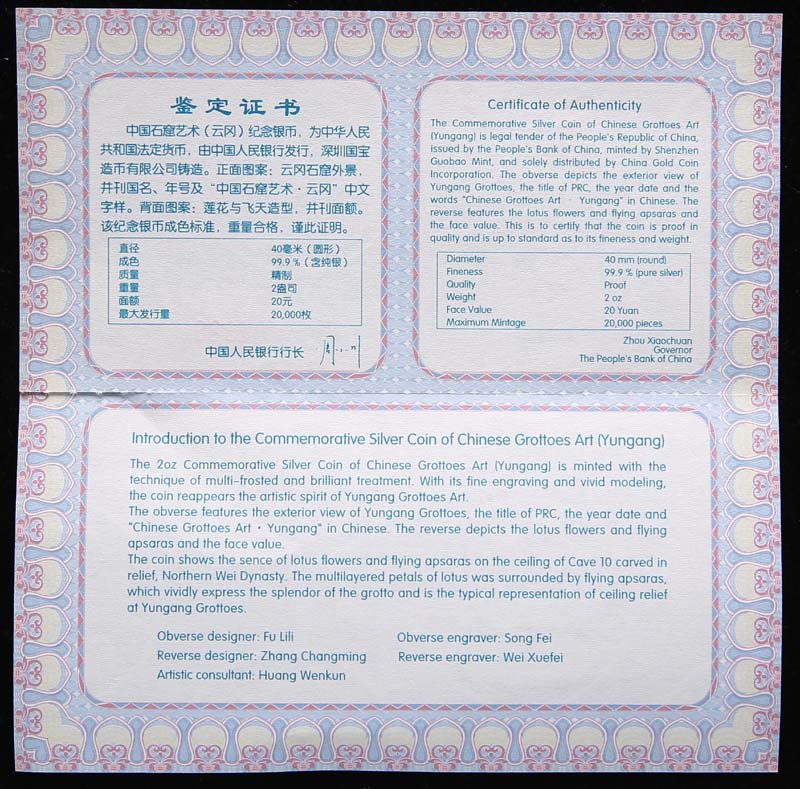 鉴定证书
中国石窟艺术（云冈）纪念银币，为中华人民
共和国法定货币，由中国人民银行发行，深圳国宝
造币有限公司铸造。正面图案：云冈石窟外景，
并刊国名、年号及“中国石窟艺术·云冈”中文
字样。背面图案：莲花与飞天造型，并刊面额。
该纪念银币成色标准，重量合格，谨此证明。
直径 40毫米（圆形）
成色 99.9％（含纯银）
质量 精制
重量 2盎司
面额 20元
最大发行量 20,000枚
中国人民银行行长
Certificate of Authenticity
The Commemorative Silver Coin of Chinese Grottoes Art
(Yungang) is legal tender of the People's Republic of China,
issued by the People's Bank of China, minted by Shenzhen
Guobao Mint, and solely distributed by China Gold Coin
Incorporation. The obverse depicts the exterior view of
Yungang Grottoes, the title of PRC, the year date and the
words "Chinese Grottoes Art · Yungang" in Chinese. The
reverse features the lotus flowers and flying apsaras and
the face value. This is to certify that the coin is proof in
quality and is up to standard as to its fineness and weight.
Diameter 40 mm (round)
Fineness 99.9 % (pure silver)
Quality Proof
Weight 2 oz
Face Value 20 Yuan
Maximum Mintage 20,000 pieces
Zhou Xiaochuan
Governor
The People's Bank of China
Introduction to the Commemorative Silver Coin of Chinese Grottoes Art (Yungang)
The 2oz Commemorative Silver Coin of Chinese Grottoes Art (Yungang) is minted with the
technique of multi-frosted and brilliant treatment. With its fine engraving and vivid modeling,
the coin reappears the artistic spirit of Yungang Grottoes Art.
The obverse features the exterior view of Yungang Grottoes, the title of PRC, the year date and
"Chinese Grottoes Art · Yungang" in Chinese. The reverse depicts the lotus flowers and flying
apsaras and the face value.
The coin shows the sence of lotus flowers and flying apsaras on the ceiling of Cave 10 carved in
relief, Northern Wei Dynasty. The multilayered petals of lotus was surrounded by flying apsaras,
which vividly express the splendor of the grotto and is the typical representation of ceiling relief
at Yungang Grottoes.
Obverse designer: Fu Lili Obverse engraver: Song Fei
Reverse designer: Zhang Changming Reverse engraver: Wei Xuefei
Artistic consultant: Huang Wenkun